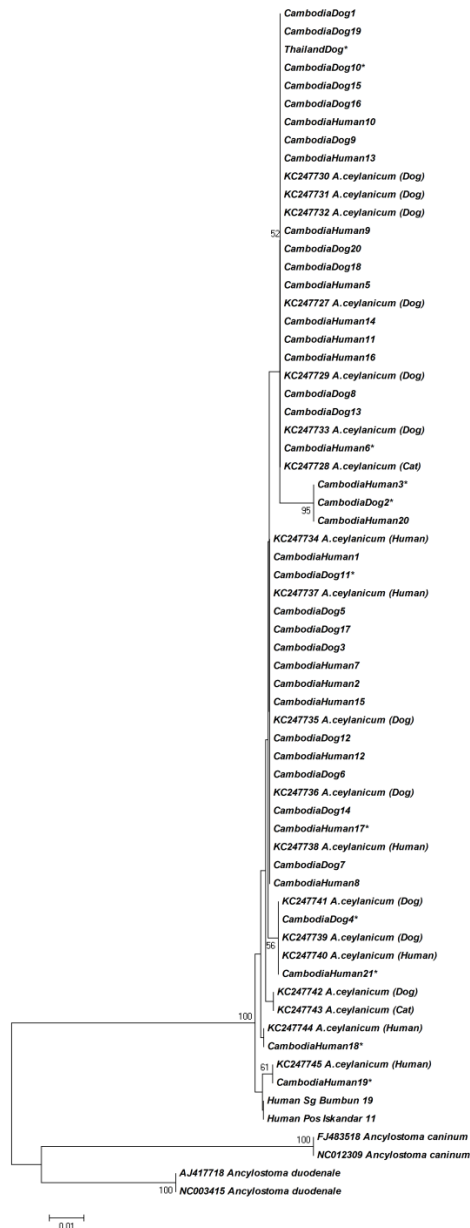 CambodiaDog1
CambodiaDog19
ThailandDog*
CambodiaDog10*
CambodiaDog15
CambodiaDog16
CambodiaHuman10
CambodiaDog9
CambodiaHuman13
KC247730 A.ceylanicum (Dog)
KC247731 A.ceylanicum (Dog)
KC247732 A.ceylanicum (Dog)
52
CambodiaHuman9
CambodiaDog20
CambodiaDog18
CambodiaHuman5
KC247727 A.ceylanicum (Dog)
CambodiaHuman14
CambodiaHuman11
CambodiaHuman16
KC247729 A.ceylanicum (Dog)
CambodiaDog8
CambodiaDog13
KC247733 A.ceylanicum (Dog)
CambodiaHuman6*
KC247728 A.ceylanicum (Cat)
CambodiaHuman3*
CambodiaDog2*
95
CambodiaHuman20
KC247734 A.ceylanicum (Human)
CambodiaHuman1
CambodiaDog11*
KC247737 A.ceylanicum (Human)
CambodiaDog5
CambodiaDog17
CambodiaDog3
CambodiaHuman7
CambodiaHuman2
CambodiaHuman15
KC247735 A.ceylanicum (Dog)
CambodiaDog12
CambodiaHuman12
CambodiaDog6
KC247736 A.ceylanicum (Dog)
CambodiaDog14
CambodiaHuman17*
KC247738 A.ceylanicum (Human)
CambodiaDog7
CambodiaHuman8
KC247741 A.ceylanicum (Dog)
CambodiaDog4*
KC247739 A.ceylanicum (Dog)
56
KC247740 A.ceylanicum (Human)
CambodiaHuman21*
KC247742 A.ceylanicum (Dog)
KC247743 A.ceylanicum (Cat)
100
KC247744 A.ceylanicum (Human)
CambodiaHuman18*
61
KC247745 A.ceylanicum (Human)
CambodiaHuman19*
Human Sg Bumbun 19
Human Pos Iskandar 11
100
FJ483518 Ancylostoma caninum
NC012309 Ancylostoma caninum
AJ417718 Ancylostoma duodenale
100
NC003415 Ancylostoma duodenale
0.01